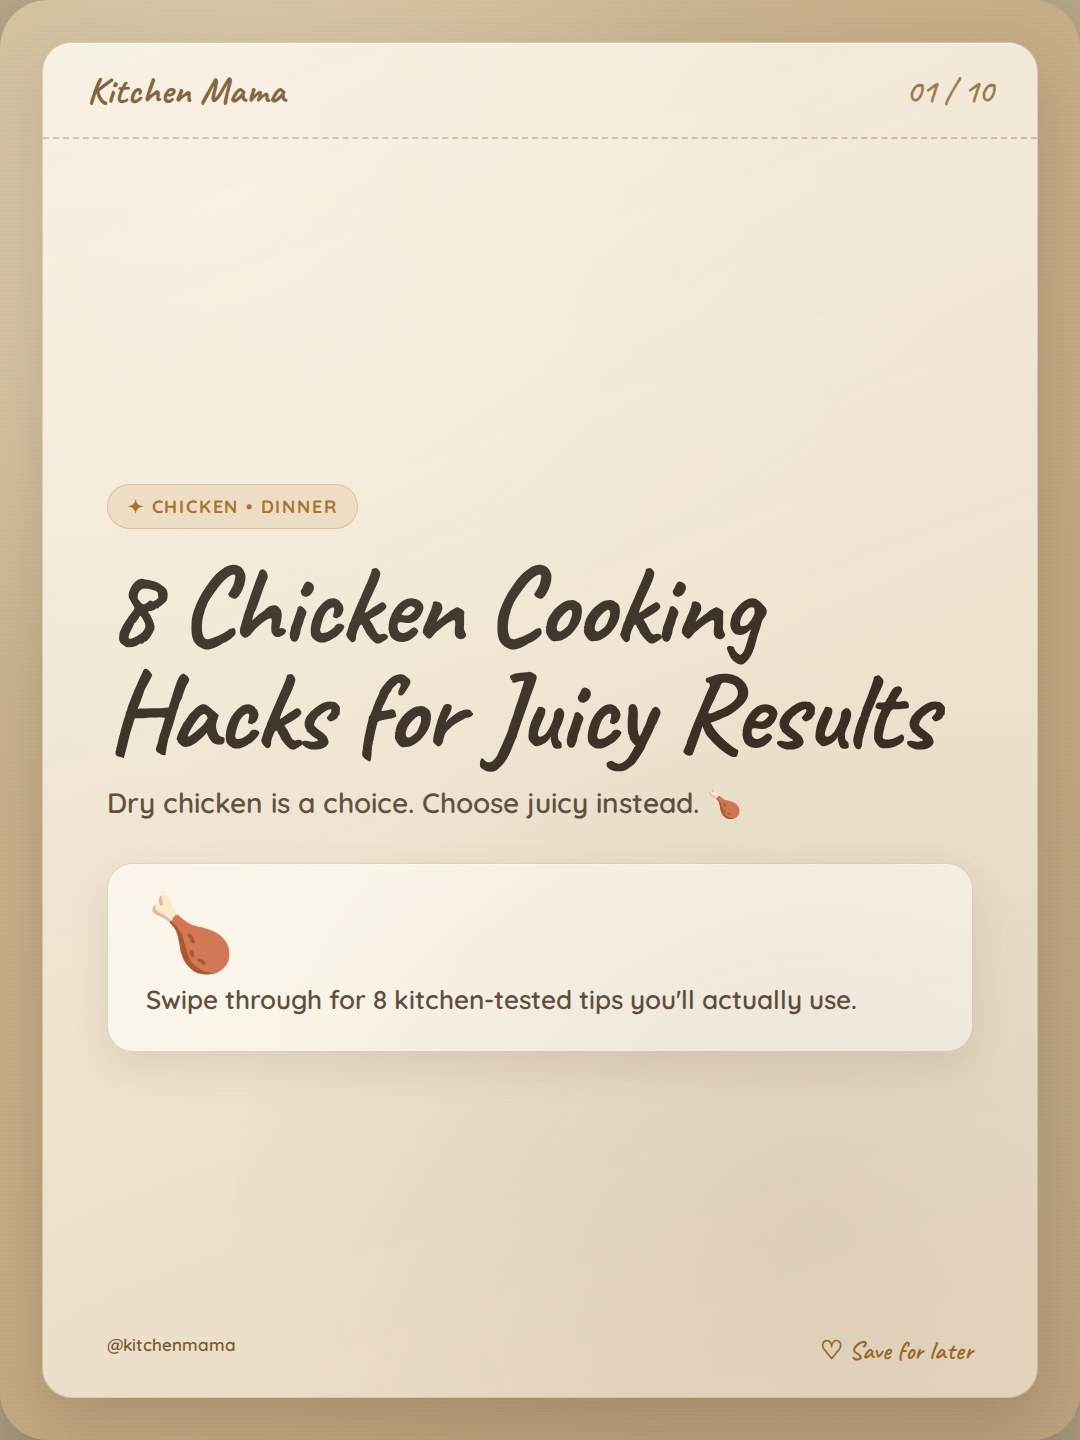 Kitchen Mama
01 / 10
✦ CHICKEN • DINNER
8 Chicken Cooking
Hacks for Juicy Results
Dry chicken is a choice. Choose juicy instead. 🍗
🍗
Swipe through for 8 kitchen-tested tips you'll actually use.
@kitchenmama
♡ Save for later